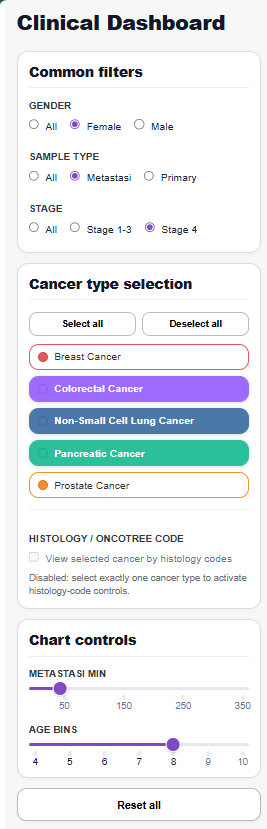 Clinical Dashboard
Common filters
GENDER
All Female Male
SAMPLE TYPE
All Metastasi Primary
STAGE
All Stage 1-3 Stage 4
Cancer type selection
Select all Deselect all
Breast Cancer
Colorectal Cancer
Non-Small Cell Lung Cancer
Pancreatic Cancer
Prostate Cancer
HISTOLOGY / ONCOTREE CODE
View selected cancer by histology codes
Disabled: select exactly one cancer type to activate
histology-code controls.
Chart controls
METASTASI MIN
50 150 250 350
AGE BINS
4 5 6 7 8 9 10
Reset all